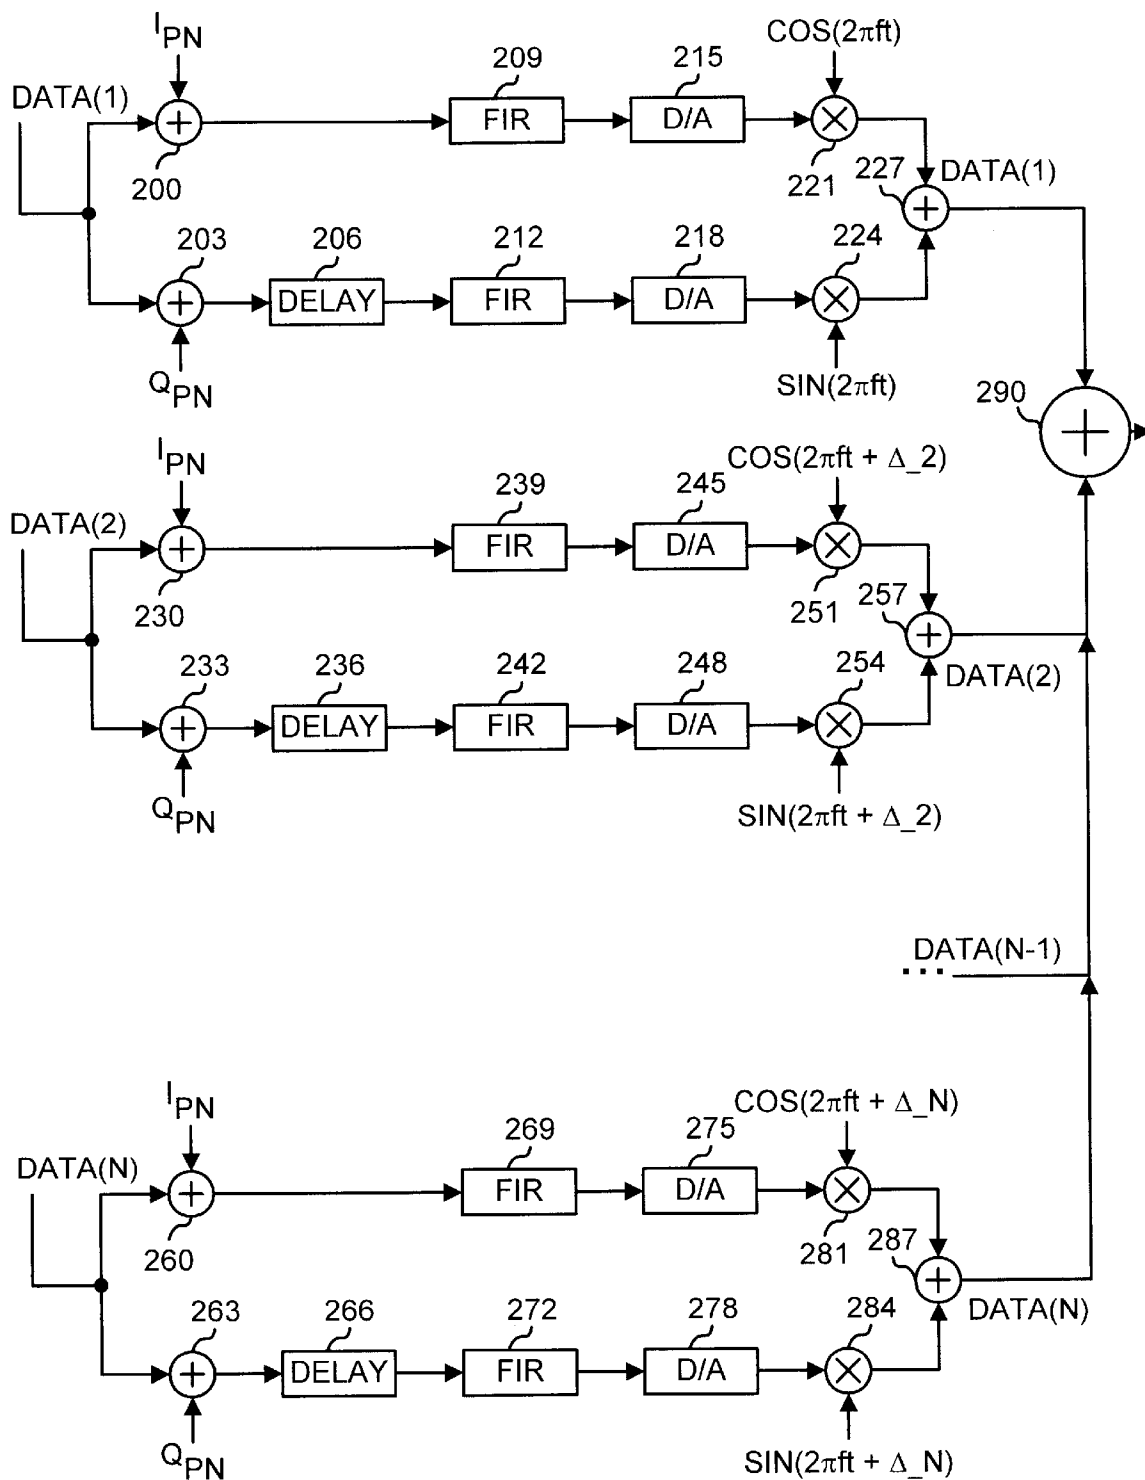 I_PN
COS(2πft)
DATA(1)
209
215
FIR
D/A
200
221
227
DATA(1)
203
206
212
218
224
DELAY
FIR
D/A
Q_PN
SIN(2πft)
290
I_PN
COS(2πft + Δ_2)
DATA(2)
239
245
FIR
D/A
230
251
257
233
236
242
248
254
DATA(2)
DELAY
FIR
D/A
Q_PN
SIN(2πft + Δ_2)
DATA(N-1)
...
I_PN
COS(2πft + Δ_N)
DATA(N)
269
275
FIR
D/A
260
281
287
263
266
272
278
284
DATA(N)
DELAY
FIR
D/A
Q_PN
SIN(2πft + Δ_N)